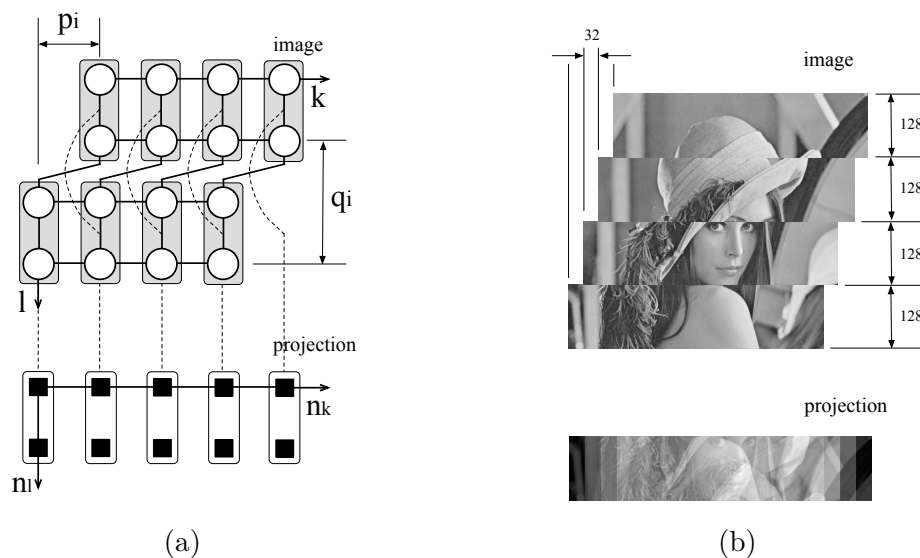 pi
image
k
qi
l
projection
nk
nl
(a)
32
image
128
128
128
128
projection
(b)